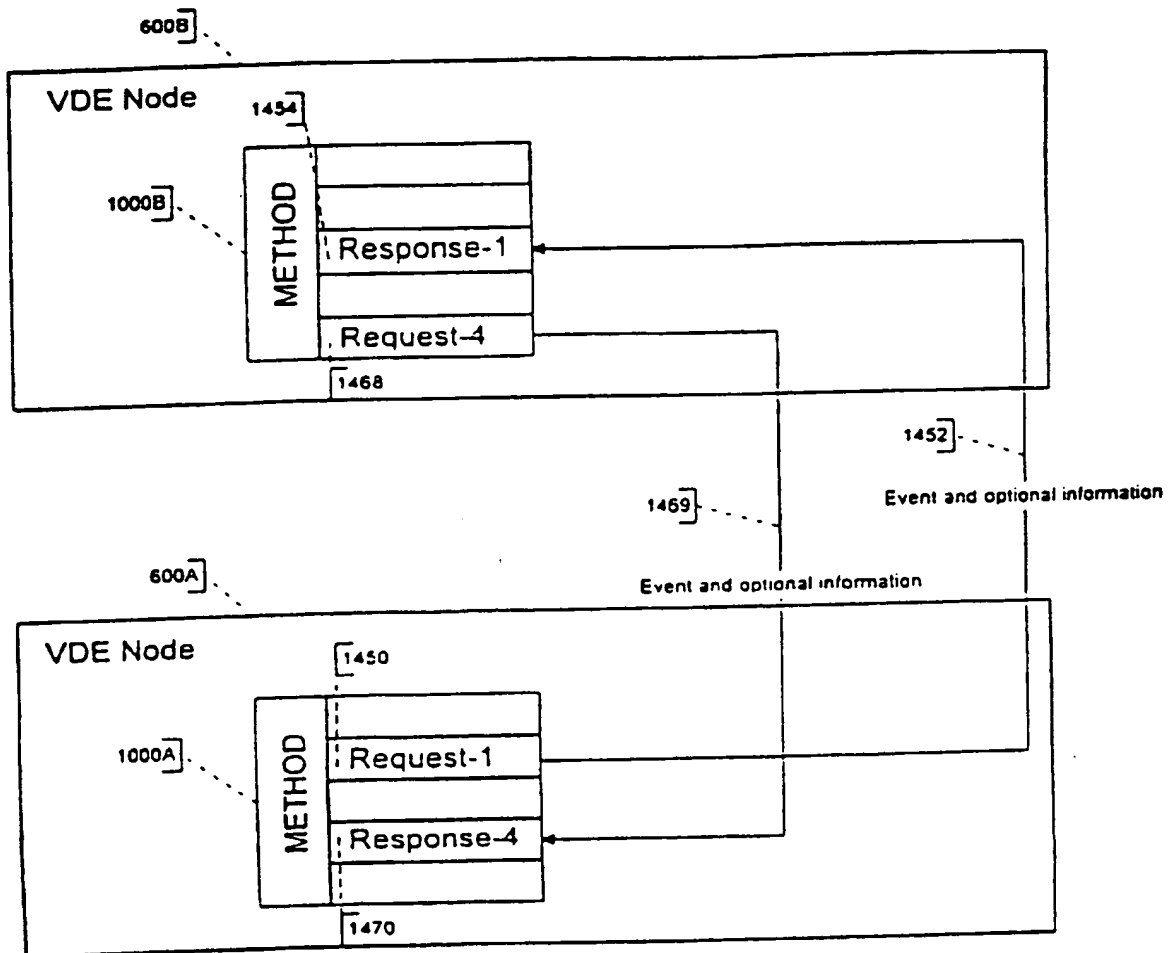 600B
VDE Node
1454
1000B
METHOD
Response-1
Request-4
1468
1452
Event and optional information
1469
600A
Event and optional information
VDE Node
1450
1000A
METHOD
Request-1
Response-4
1470